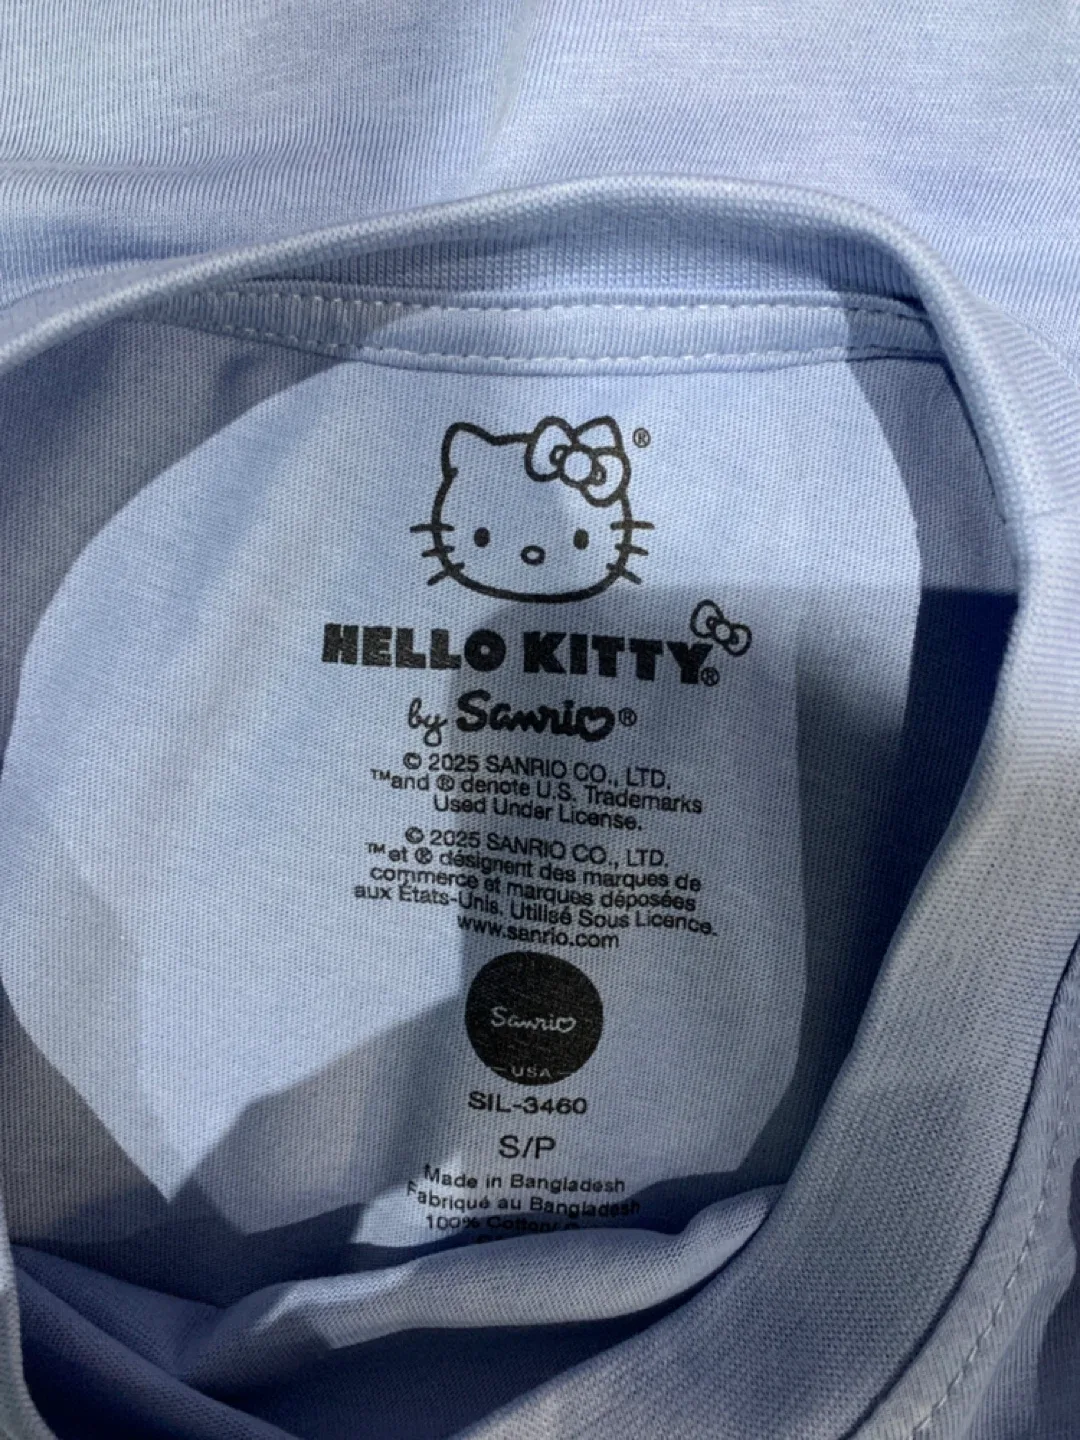 ®
HELLO KITTY®
by Sanrio®
© 2025 SANRIO CO., LTD.
™and ® denote U.S. Trademarks
Used Under License.
© 2025 SANRIO CO., LTD.
™et ® désignent des marques de
commerce et marques déposées
aux États-Unis. Utilisé Sous Licence.
www.sanrio.com
Sanrio
USA
SIL-3460
S/P
Made in Bangladesh
Fabriqué au Bangladesh
100% Cotton/